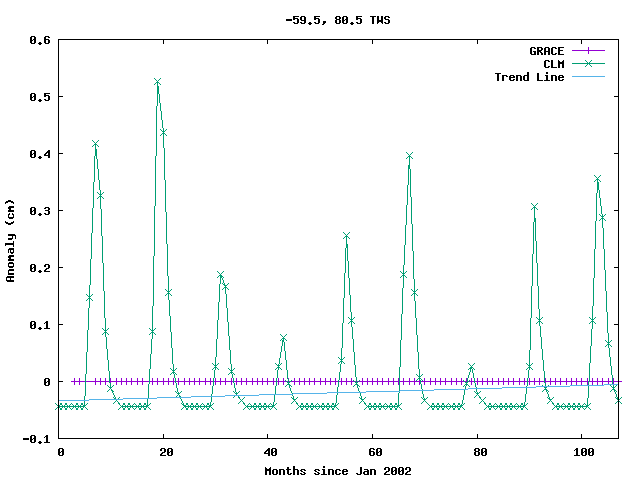 -59.5, 80.5 TWS
0.6
GRACE
CLM
Trend Line
0.5
0.4
0.3
Anomaly (cm)
0.2
0.1
0
-0.1
0 20 40 60 80 100
Months since Jan 2002